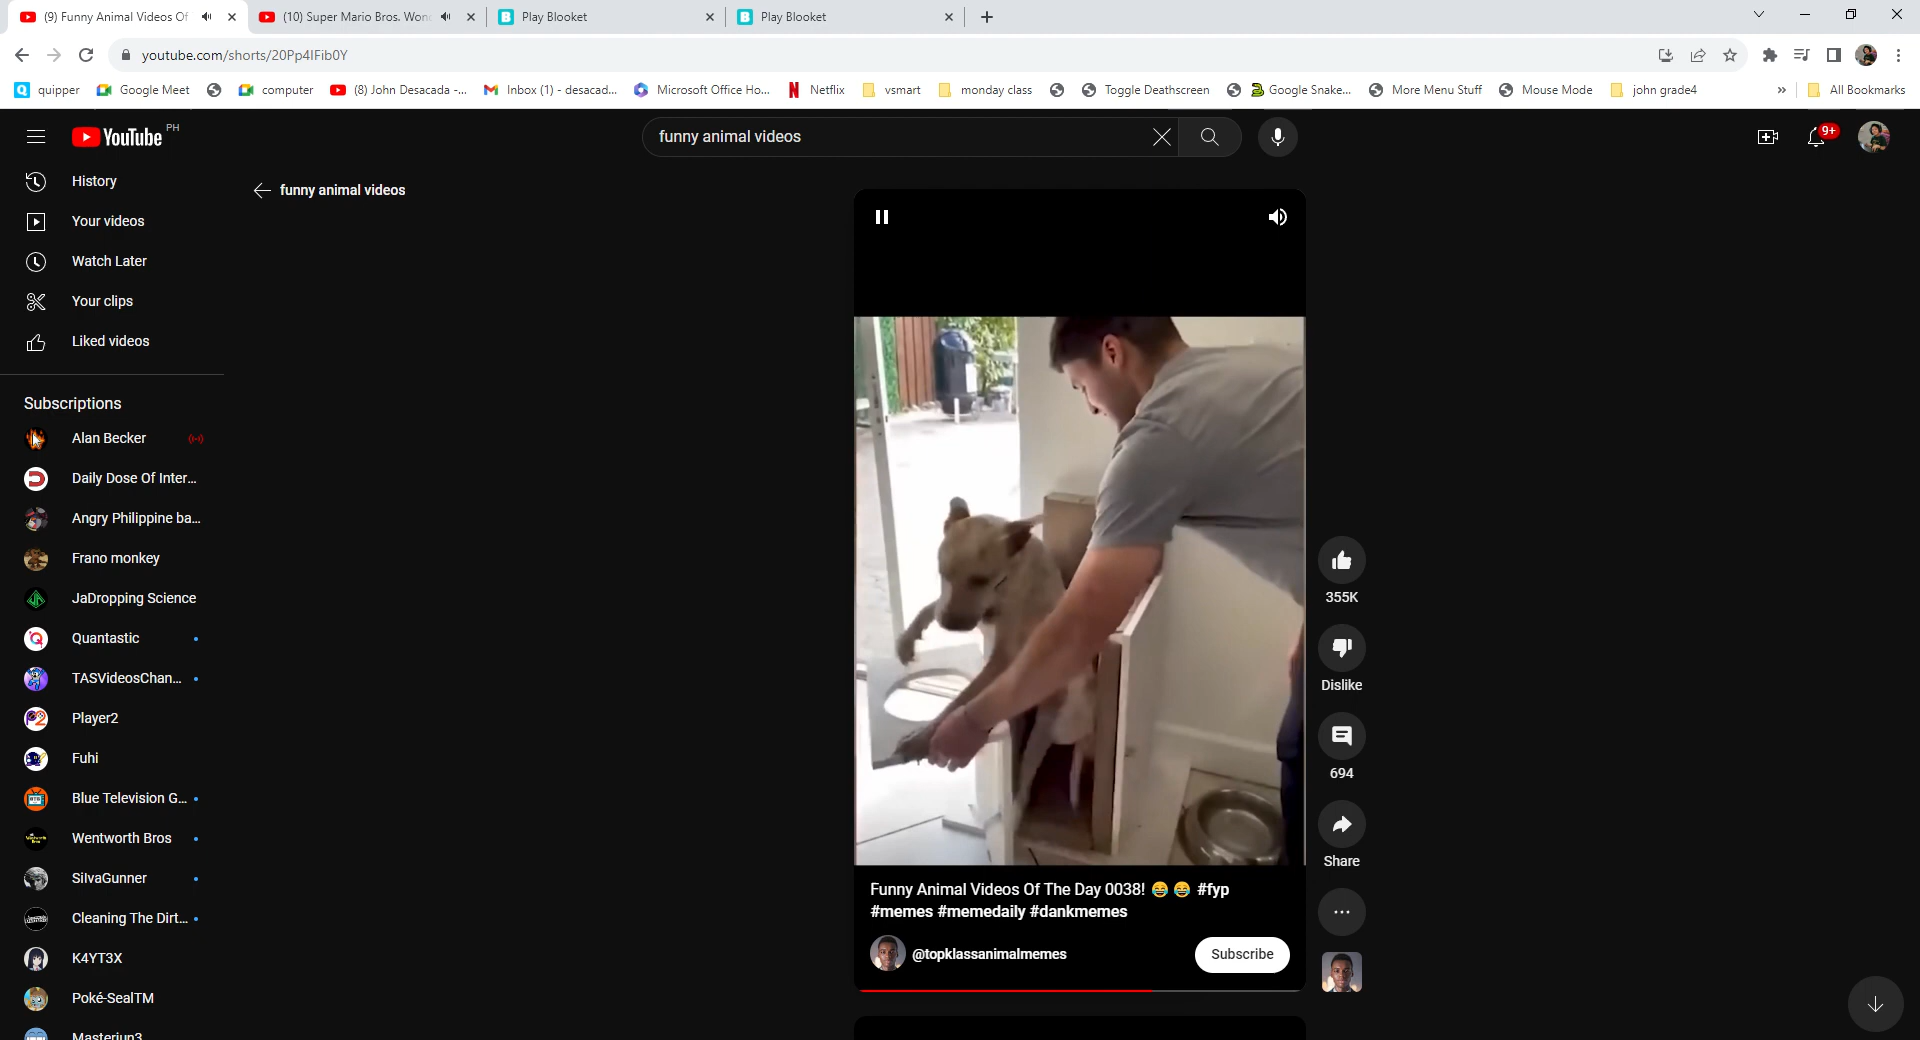 (9) Funny Animal Videos Of
(10) Super Mario Bros. Won
Play Blooket
Play Blooket
youtube.com/shorts/20Pp4lFib0Y
quipper
Google Meet
computer
(8) John Desacada -...
Inbox (1) - desacad...
Microsoft Office Ho...
Netflix
vsmart
monday class
Toggle Deathscreen
Google Snake...
More Menu Stuff
Mouse Mode
john grade4
»
All Bookmarks
YouTube PH
funny animal videos
9+
History
Your videos
Watch Later
Your clips
Liked videos
Subscriptions
Alan Becker
Daily Dose Of Inter...
Angry Philippine ba...
Frano monkey
JaDropping Science
Quantastic
TASVideosChan...
Player2
Fuhi
Blue Television G...
Wentworth Bros
SilvaGunner
Cleaning The Dirt...
K4YT3X
Poké-SealTM
Masterjun3
funny animal videos
355K
Dislike
694
Share
Funny Animal Videos Of The Day 0038! 😂 😂 #fyp
#memes #memedaily #dankmemes
@topklassanimalmemes
Subscribe